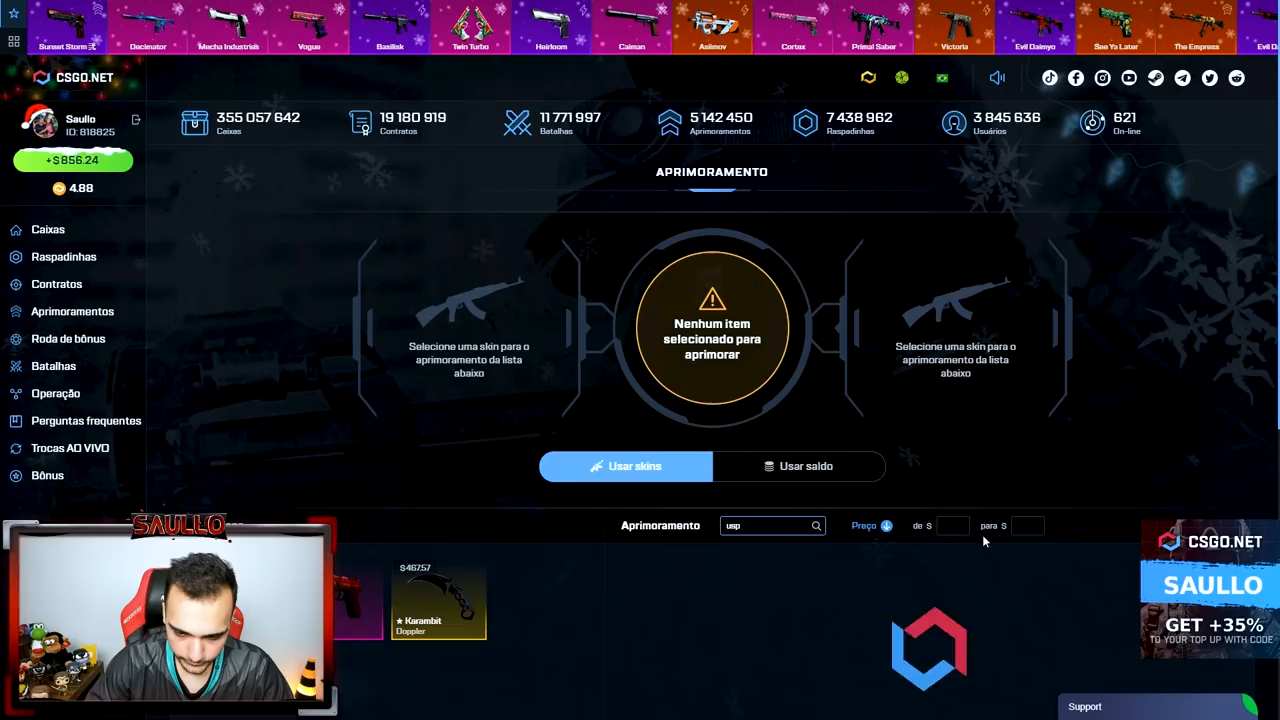 Sunset Storm 弐
Decimator
Mecha Industries
Vogue
Basilisk
Twin Turbo
Heirloom
Caiman
Asiimov
Cortex
Primal Saber
Victoria
Evil Daimyo
See Ya Later
The Empress
Evil D
CSGO.NET
Saullo
ID: 818825
+$856.24
4.88
355 057 642
Caixas
19 180 919
Contratos
11 771 997
Batalhas
5 142 450
Aprimoramentos
7 438 962
Raspadinhas
3 845 636
Usuários
621
On-line
APRIMORAMENTO
Caixas
Raspadinhas
Contratos
Aprimoramentos
Roda de bônus
Batalhas
Operação
Perguntas frequentes
Trocas AO VIVO
Bônus
Selecione uma skin para o
aprimoramento da lista
abaixo
Nenhum item
selecionado para
aprimorar
Selecione uma skin para o
aprimoramento da lista
abaixo
Usar skins
Usar saldo
Aprimoramento
usp
Preço
de $
para $
$467.57
★ Karambit
Doppler
SAULLO
CSGO.NET
SAULLO
GET +35%
TO YOUR TOP UP WITH CODE
Support